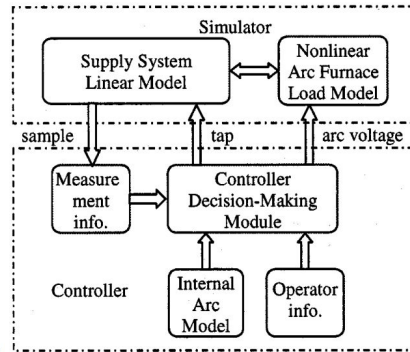 Simulator
Supply System
Linear Model
Nonlinear
Arc Furnace
Load Model
sample
tap
arc voltage
Measure
ment
info.
Controller
Decision-Making
Module
Controller
Internal
Arc
Model
Operator
info.